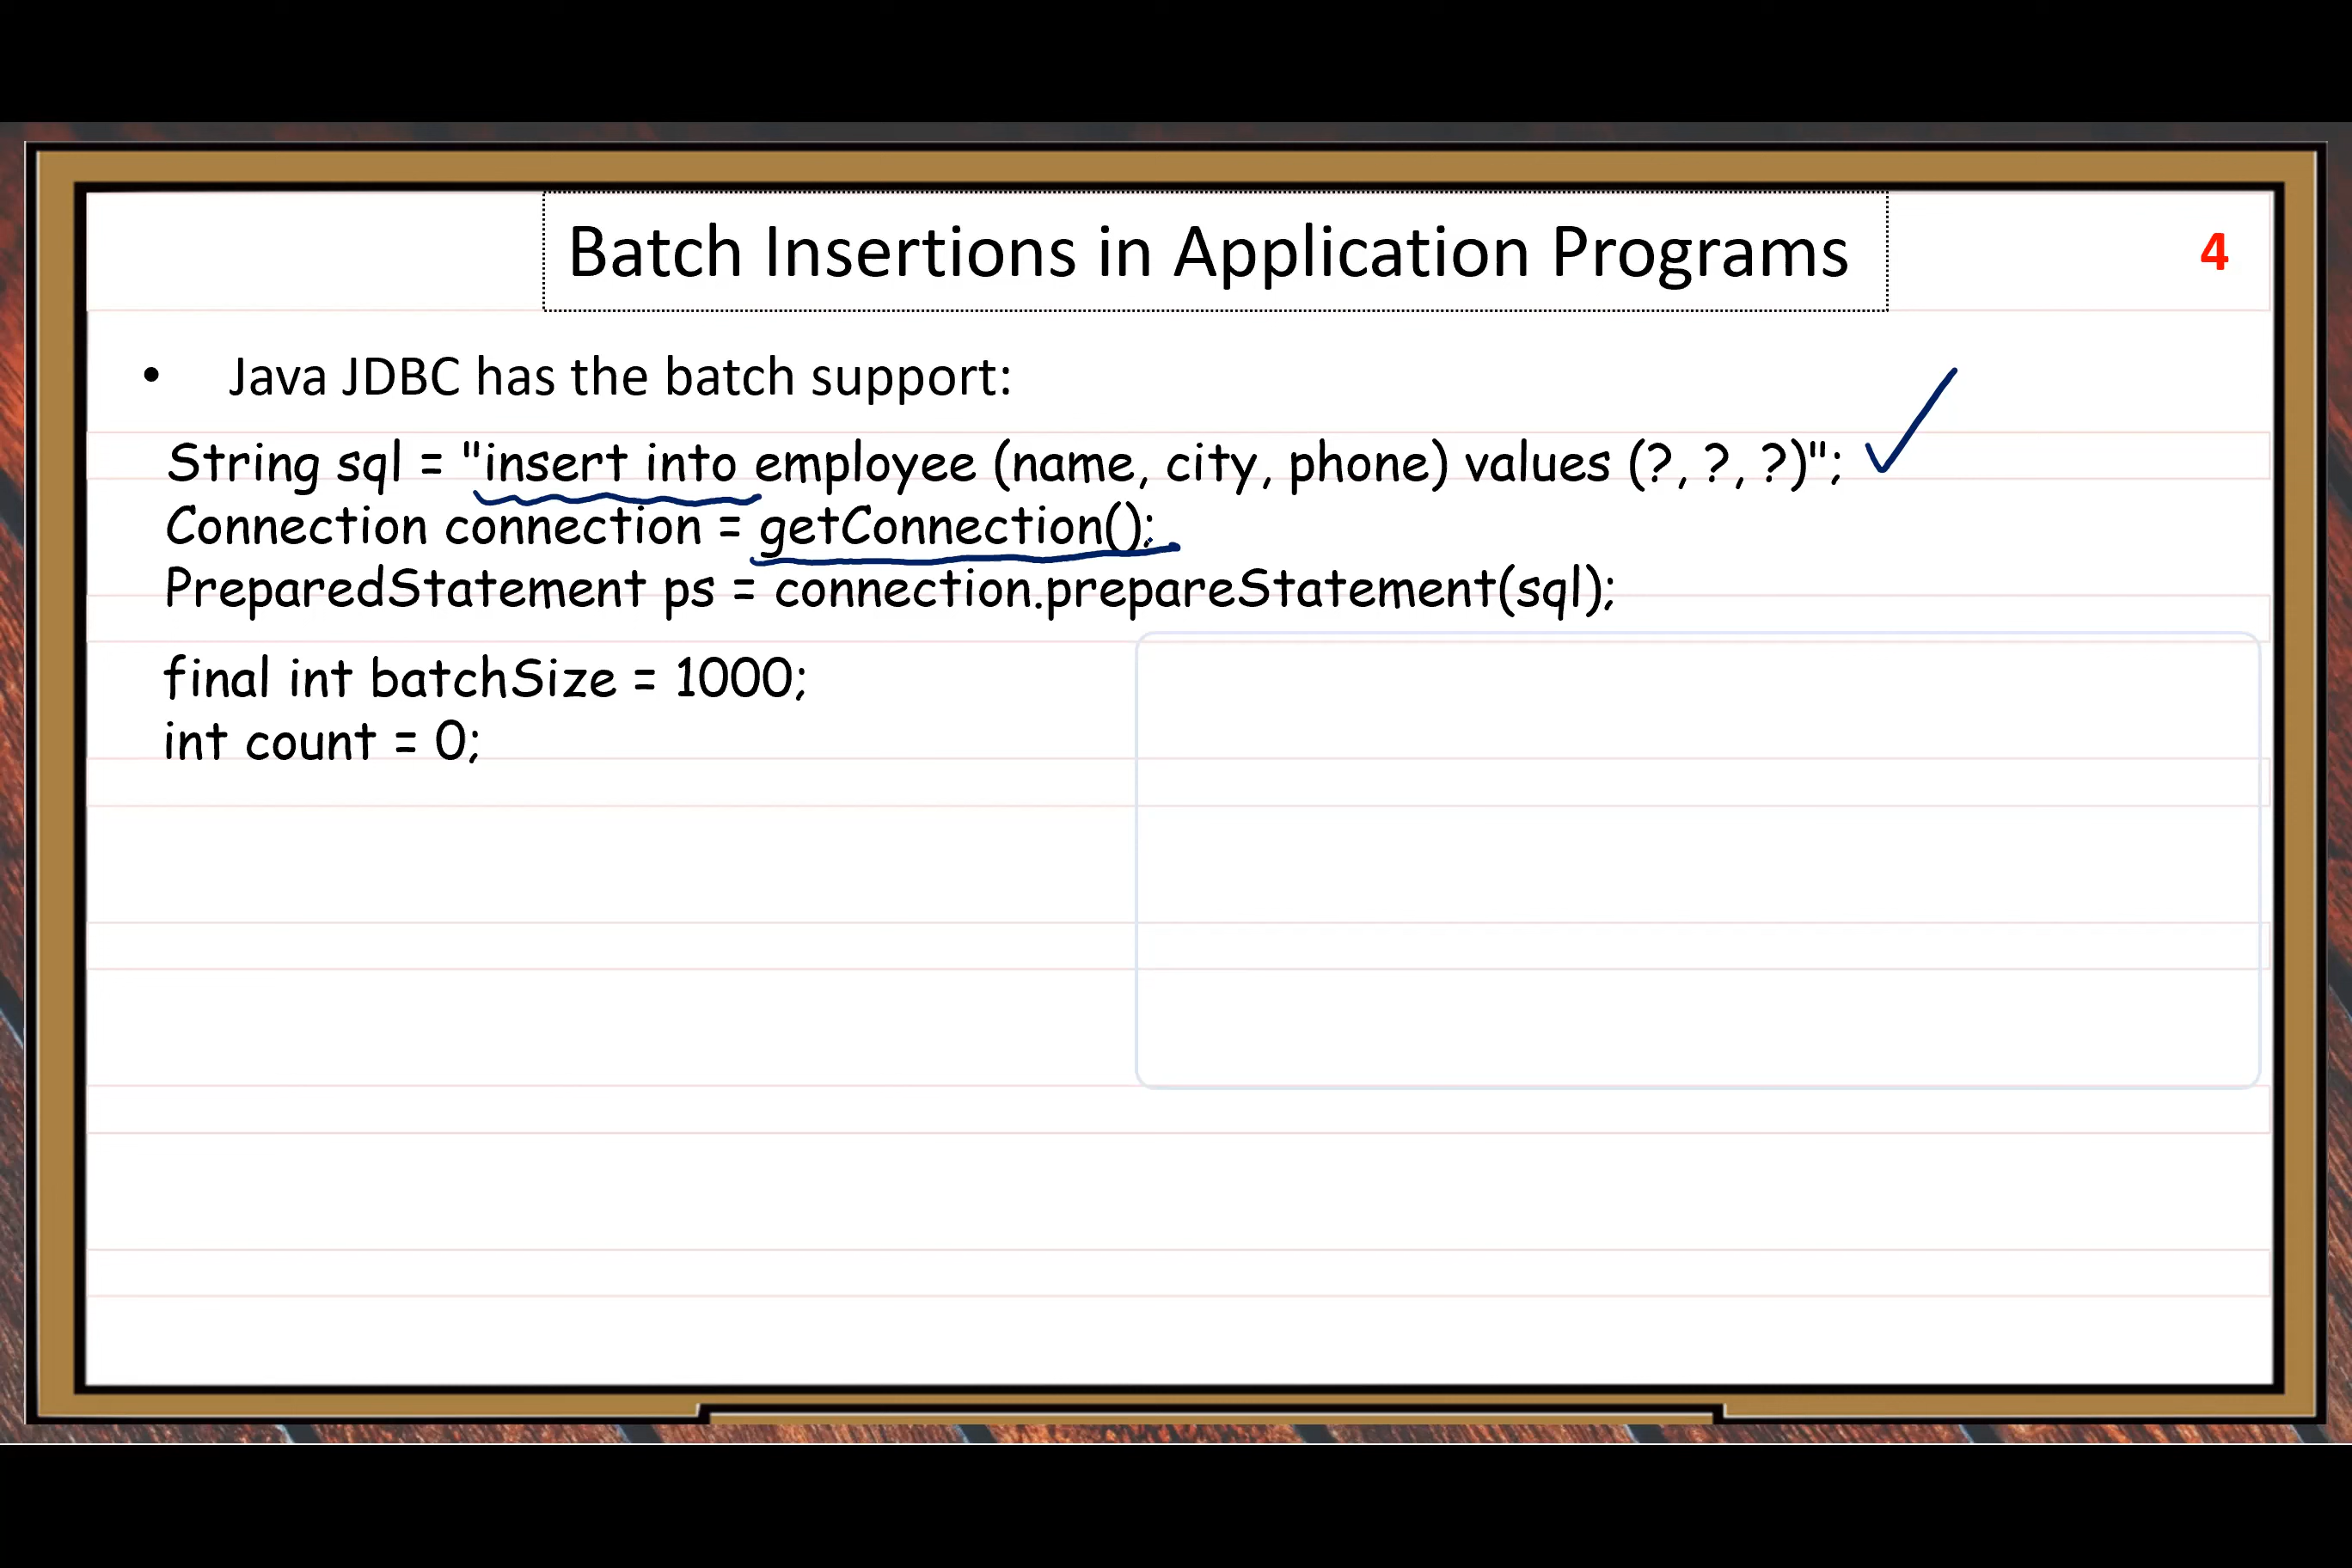 Batch Insertions in Application Programs
4
• Java JDBC has the batch support:
String sql = "insert into employee (name, city, phone) values (?, ?, ?)";
Connection connection = getConnection();
PreparedStatement ps = connection.prepareStatement(sql);
final int batchSize = 1000;
int count = 0;